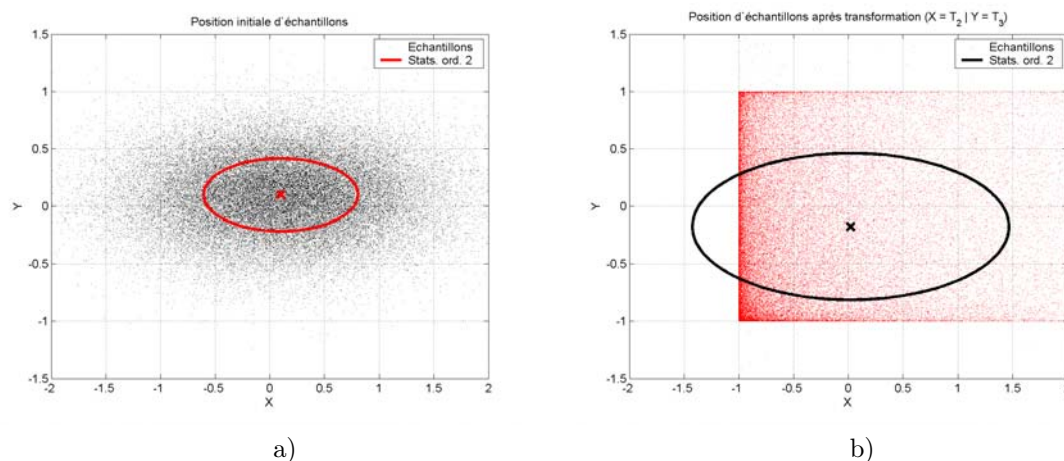 Position initiale d'échantillons
1.5
1
0.5
0
-0.5
-1
-1.5
Y
-2
-1.5
-1
-0.5
0
0.5
1
1.5
2
X
Echantillons
Stats. ord. 2
a)
Position d'échantillons après transformation (X = T2 | Y = T3)
1.5
1
0.5
0
-0.5
-1
-1.5
Y
-2
-1.5
-1
-0.5
0
0.5
1
1.5
2
X
Echantillons
Stats. ord. 2
b)